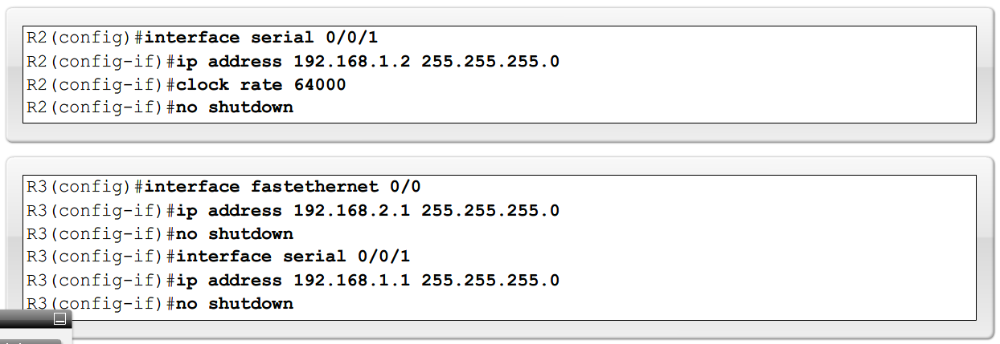 R2(config)#interface serial 0/0/1
R2(config-if)#ip address 192.168.1.2 255.255.255.0
R2(config-if)#clock rate 64000
R2(config-if)#no shutdown
R3(config)#interface fastethernet 0/0
R3(config-if)#ip address 192.168.2.1 255.255.255.0
R3(config-if)#no shutdown
R3(config-if)#interface serial 0/0/1
R3(config-if)#ip address 192.168.1.1 255.255.255.0
R3(config-if)#no shutdown